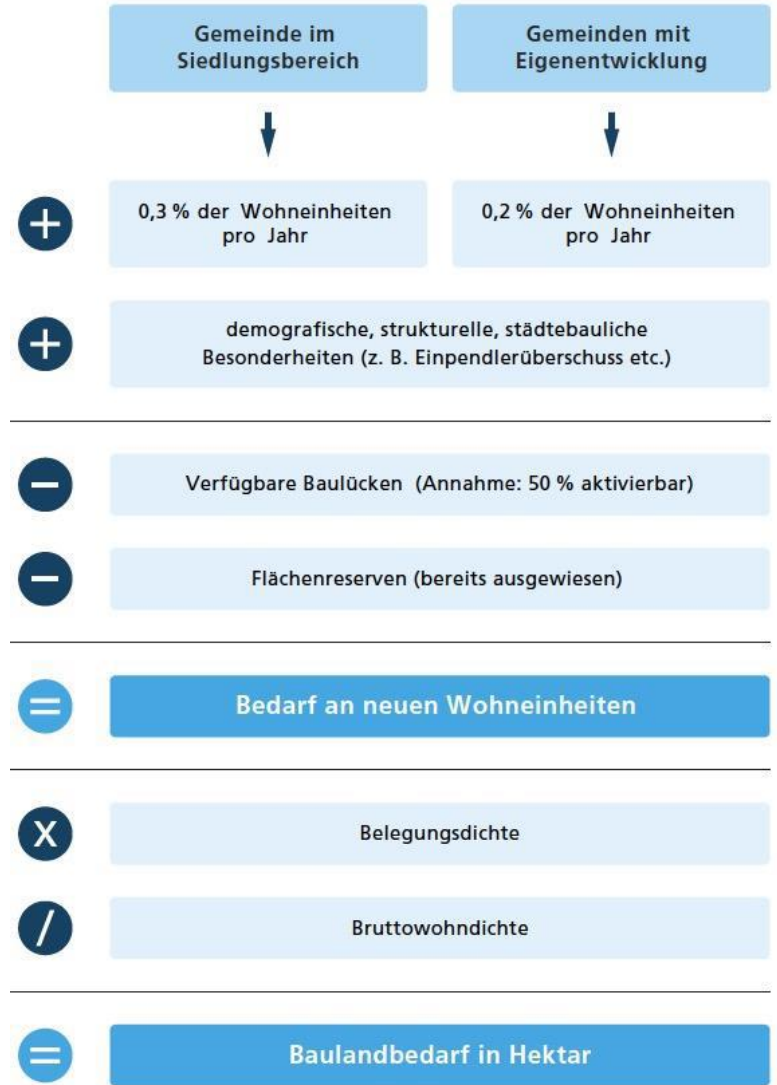 Gemeinde im
Siedlungsbereich
Gemeinden mit
Eigenentwicklung
+
0,3 % der Wohneinheiten
pro Jahr
0,2 % der Wohneinheiten
pro Jahr
+
demografische, strukturelle, städtebauliche
Besonderheiten (z. B. Einpendlerüberschuss etc.)
−
Verfügbare Baulücken (Annahme: 50 % aktivierbar)
−
Flächenreserven (bereits ausgewiesen)
=
Bedarf an neuen Wohneinheiten
X
Belegungsdichte
/
Bruttowohndichte
=
Baulandbedarf in Hektar